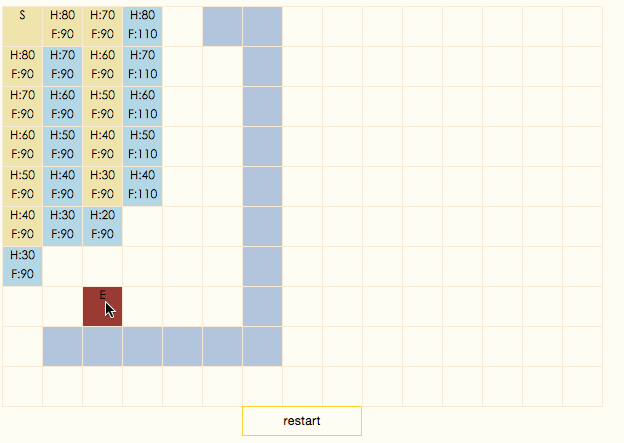 S H:80 H:70 H:80
F:90 F:90 F:110
H:80 H:70 H:60 H:70
F:90 F:90 F:90 F:110
H:70 H:60 H:50 H:60
F:90 F:90 F:90 F:110
H:60 H:50 H:40 H:50
F:90 F:90 F:90 F:110
H:50 H:40 H:30 H:40
F:90 F:90 F:90 F:110
H:40 H:30 H:20
F:90 F:90 F:90
H:30
F:90
E
restart